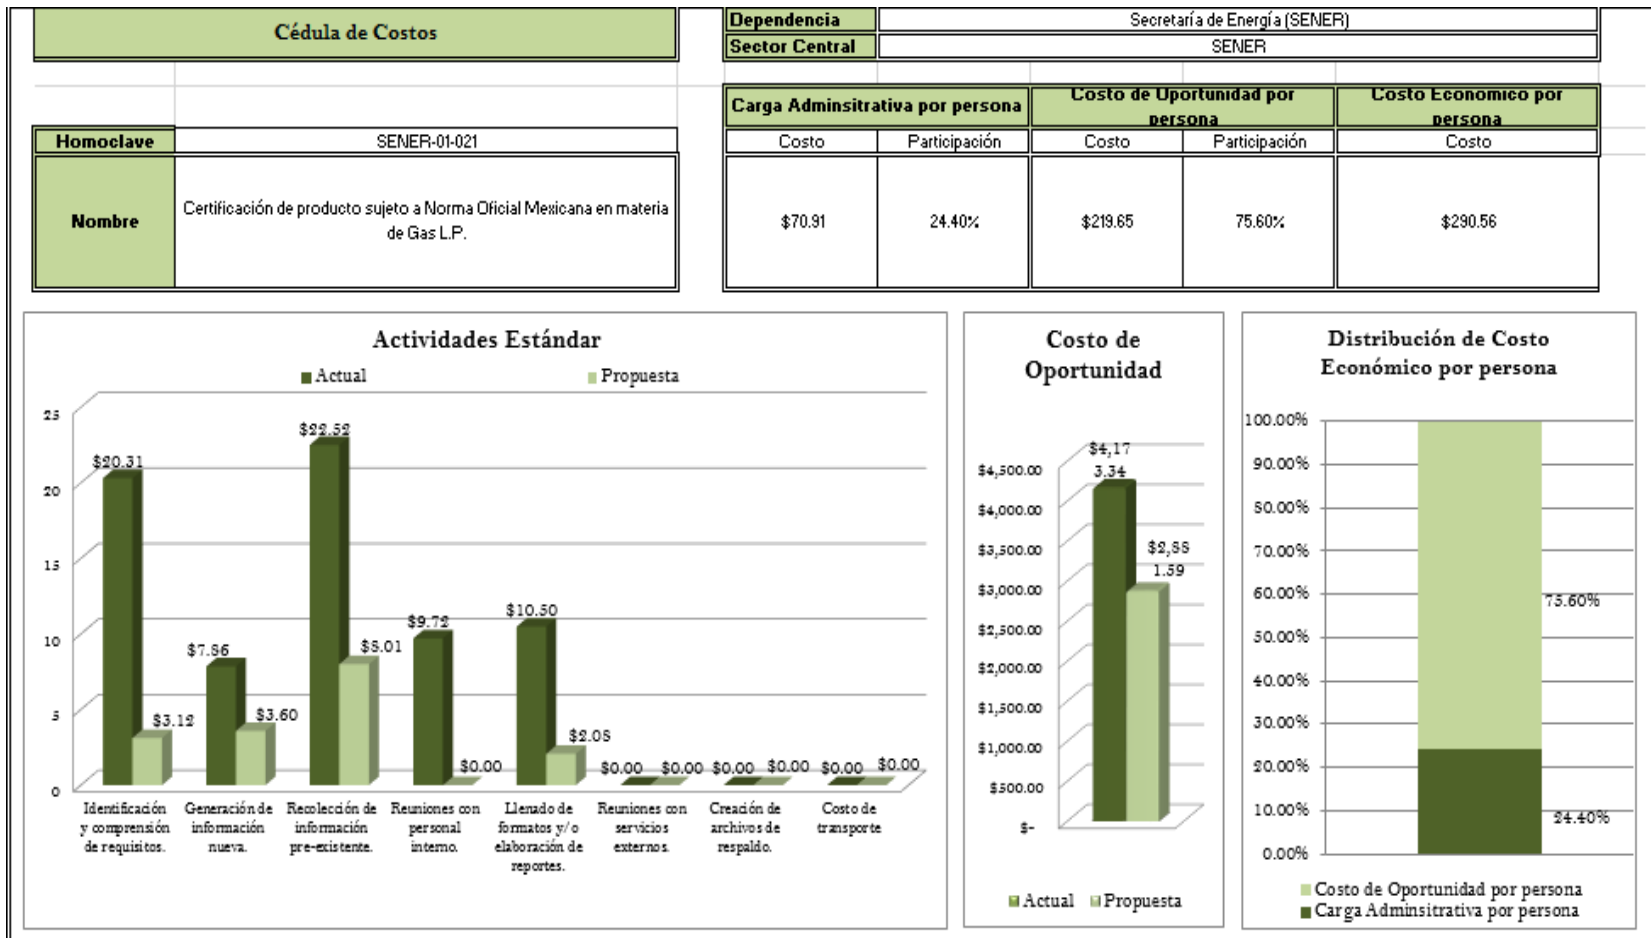 Cédula de Costos
Dependencia
Secretaría de Energía (SENER)
Sector Central
SENER
Carga Adminsitrativa por persona
Costo de Oportunidad por
persona
Costo Económico por
persona
Homoclave
SENER-01-021
Costo
Participación
Costo
Participación
Costo
Nombre
Certificación de producto sujeto a Norma Oficial Mexicana en materia
de Gas L.P.
$70.91
24.40%
$219.65
75.60%
$290.56
Actividades Estándar
Actual
Propuesta
25
20
15
10
5
0
$20.31
$3.12
$7.86
$3.60
$22.52
$8.01
$9.72
$0.00
$10.50
$2.08
$0.00
$0.00
$0.00
$0.00
$0.00
$0.00
Identificación
y comprensión
de requisitos.
Generación de
información
nueva.
Recolección de
información
pre-existente.
Reuniones con
personal
interno.
Llenado de
formatos y/o
elaboración de
reportes.
Reuniones con
servicios
externos.
Creación de
archivos de
respaldo.
Costo de
transporte
Costo de
Oportunidad
$4,500.00
$4,000.00
$3,500.00
$3,000.00
$2,500.00
$2,000.00
$1,500.00
$1,000.00
$500.00
$-
$4,17
3.34
$2,88
1.59
Actual
Propuesta
Distribución de Costo
Económico por persona
100.00%
90.00%
80.00%
70.00%
60.00%
50.00%
40.00%
30.00%
20.00%
10.00%
0.00%
75.60%
24.40%
Costo de Oportunidad por persona
Carga Adminsitrativa por persona